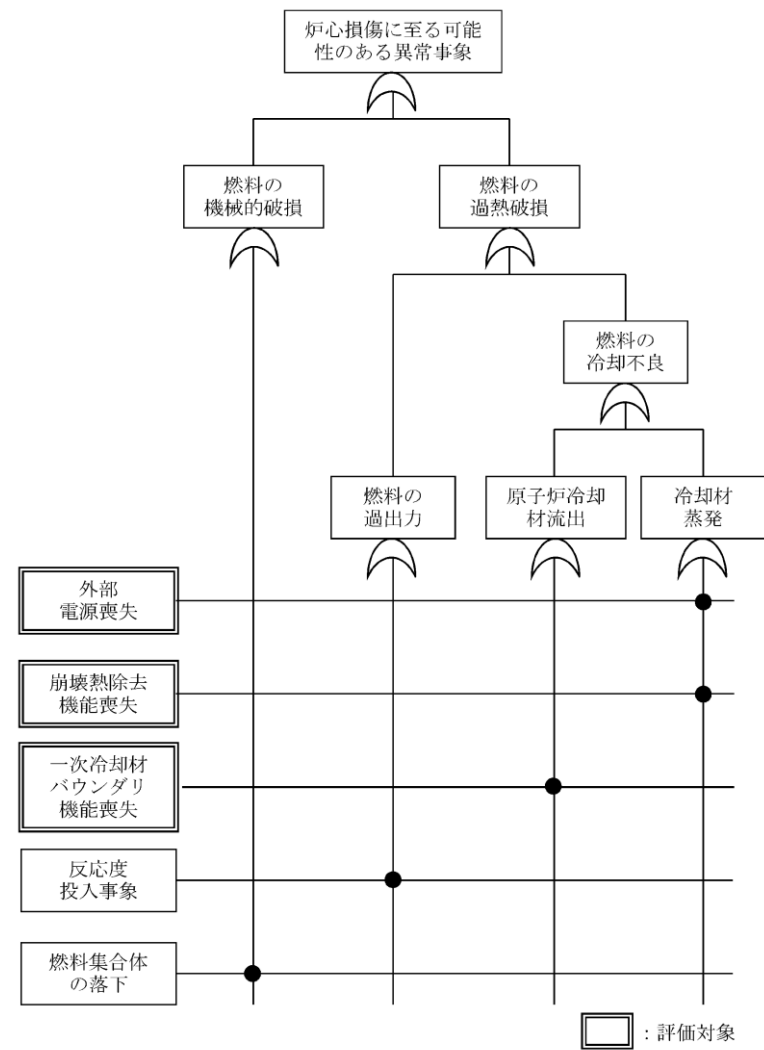 炉心損傷に至る可能
性のある異常事象
燃料の
機械的破損
燃料の
過熱破損
燃料の
冷却不良
燃料の
過出力
原子炉冷却
材流出
冷却材
蒸発
外部
電源喪失
崩壊熱除去
機能喪失
一次冷却材
バウンダリ
機能喪失
反応度
投入事象
燃料集合体
の落下
：評価対象